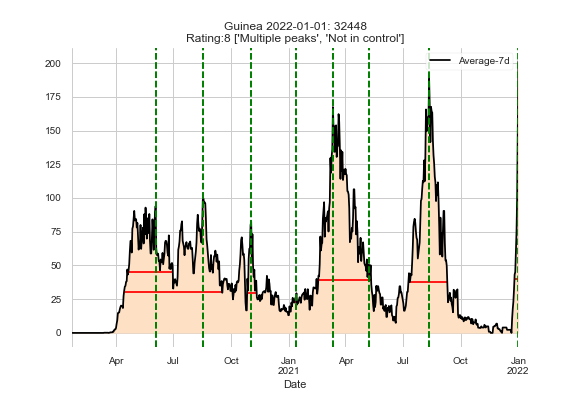 Guinea 2022-01-01: 32448
Rating:8 ['Multiple peaks', 'Not in control']
Average-7d
200
175
150
125
100
75
50
25
0
Apr Jul Oct Jan Apr Jul Oct Jan
2021 2022
Date